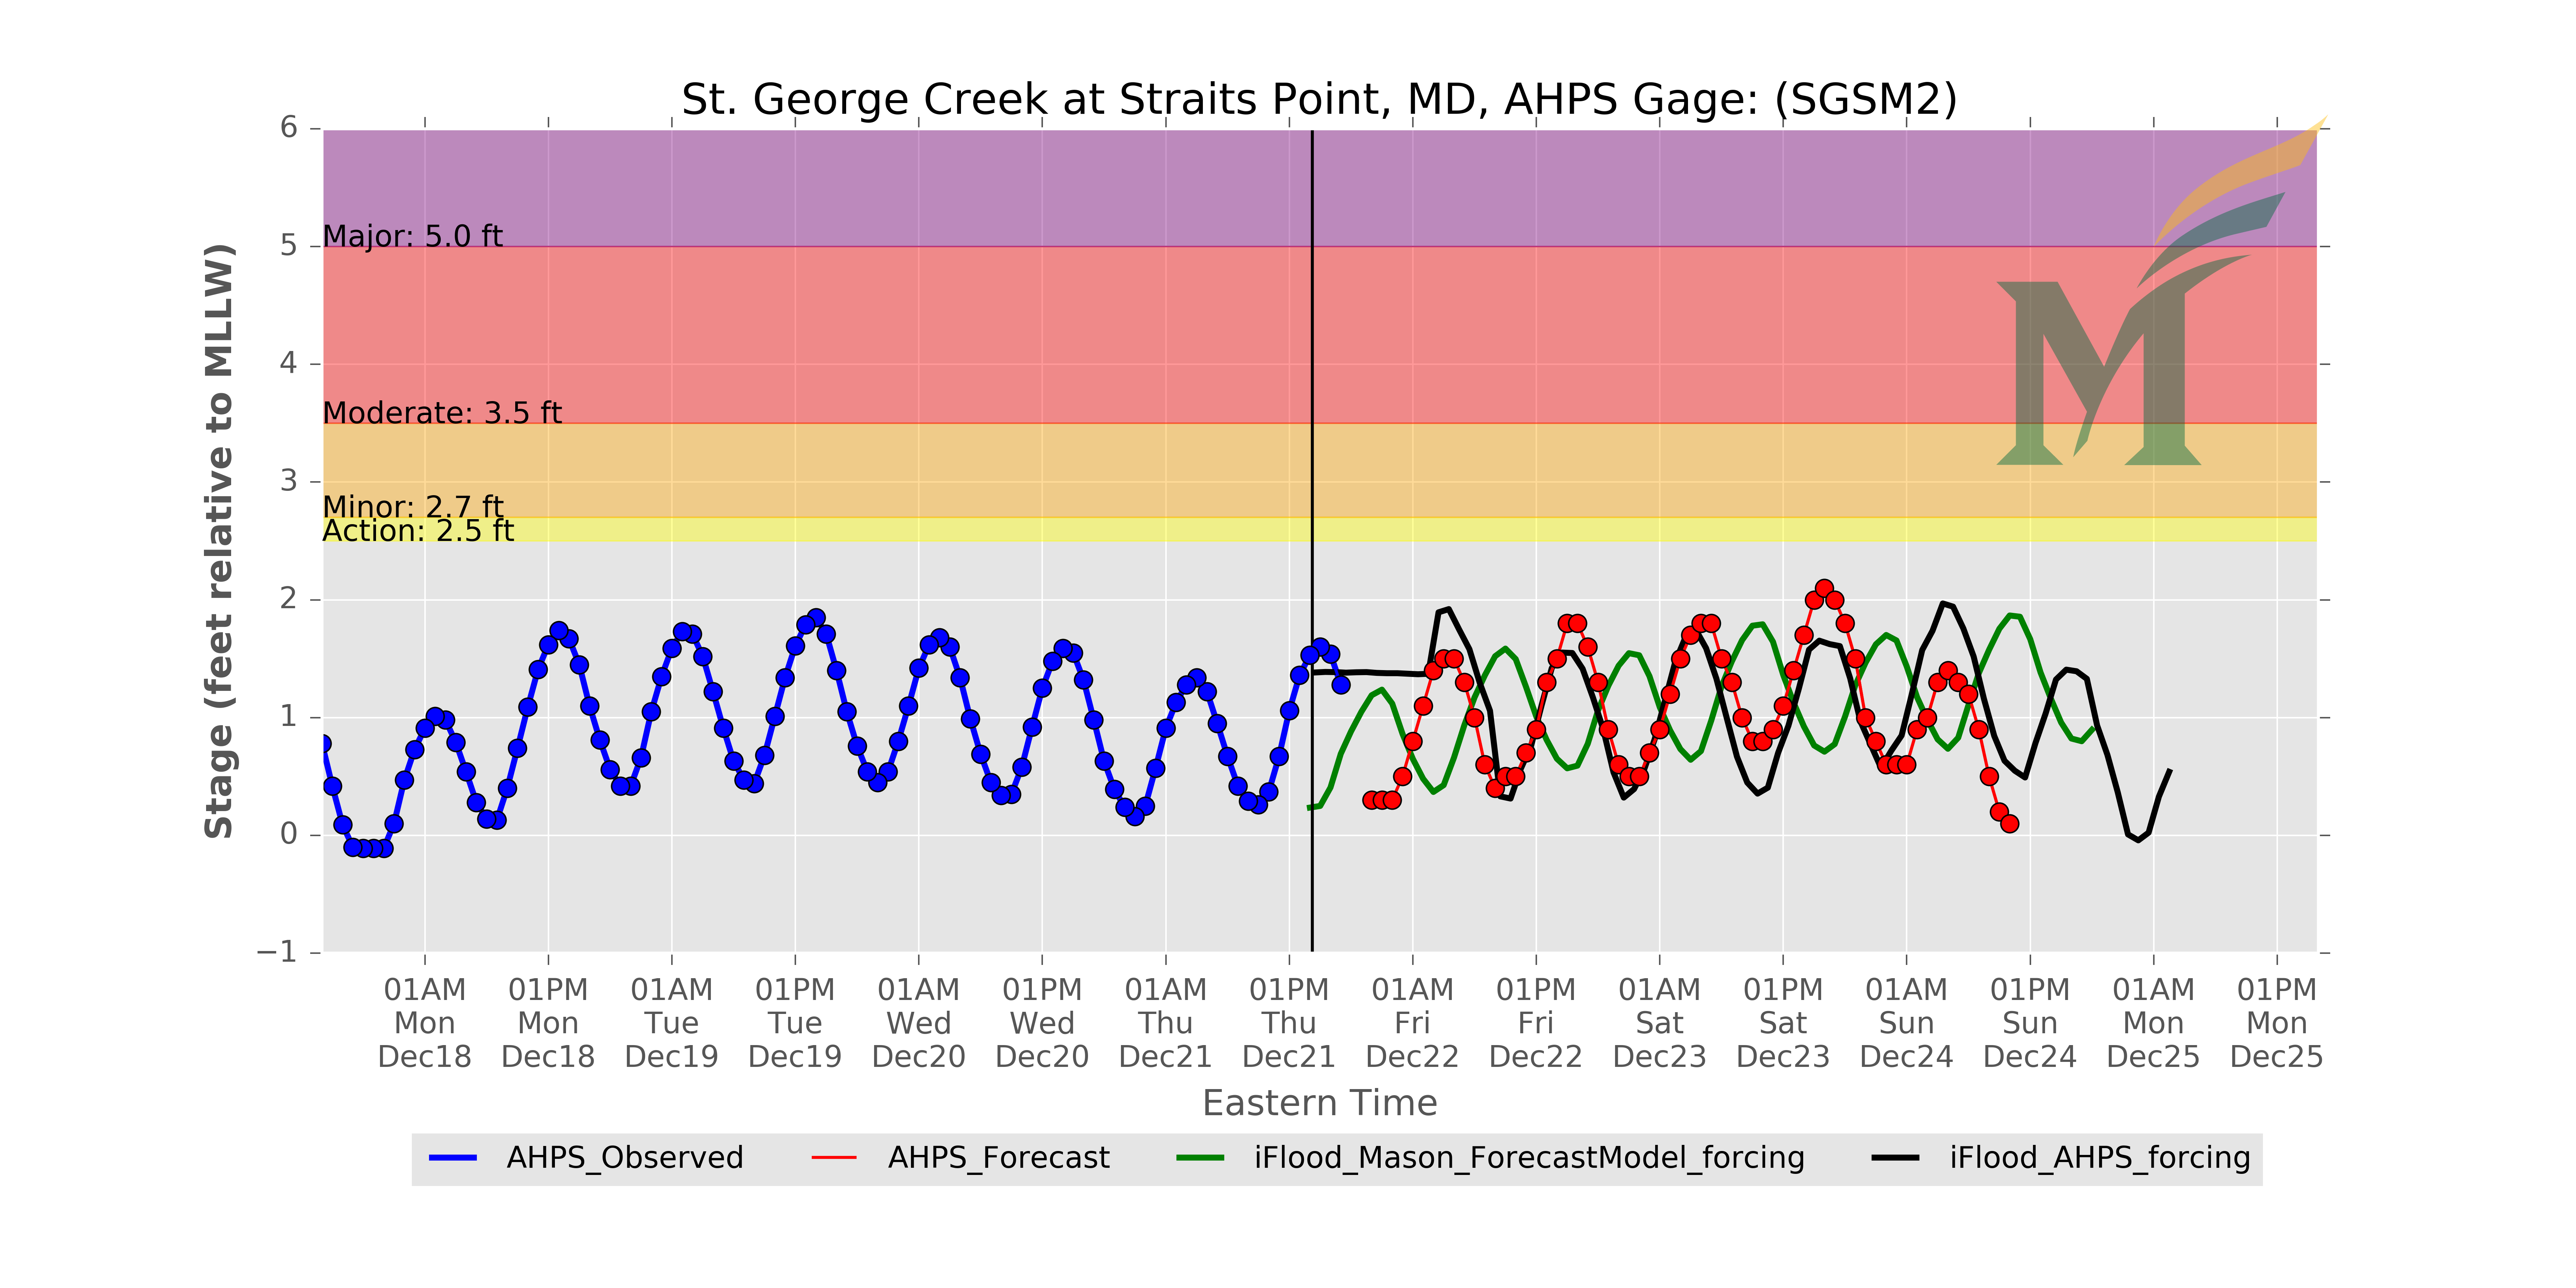 St. George Creek at Straits Point, MD, AHPS Gage: (SGSM2)
6
5
4
3
2
1
0
−1
Stage (feet relative to MLLW)
Major: 5.0 ft
Moderate: 3.5 ft
Minor: 2.7 ft
Action: 2.5 ft
M
01AM 01PM 01AM 01PM 01AM 01PM 01AM 01PM 01AM 01PM 01AM 01PM 01AM 01PM 01AM 01PM
Mon Mon Tue Tue Wed Wed Thu Thu Fri Fri Sat Sat Sun Sun Mon Mon
Dec18 Dec18 Dec19 Dec19 Dec20 Dec20 Dec21 Dec21 Dec22 Dec22 Dec23 Dec23 Dec24 Dec24 Dec25 Dec25
Eastern Time
AHPS_Observed AHPS_Forecast iFlood_Mason_ForecastModel_forcing iFlood_AHPS_forcing